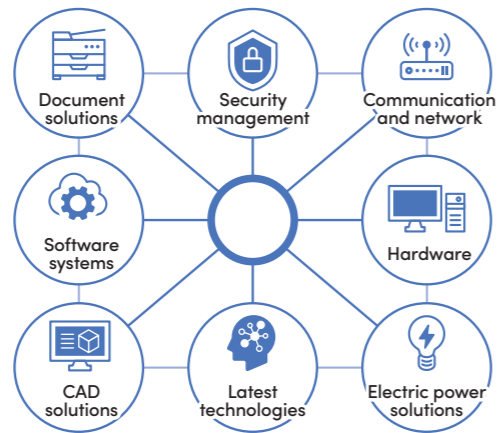 Document
solutions
Security
management
Communication
and network
Software
systems
Hardware
CAD
solutions
Latest
technologies
Electric power
solutions